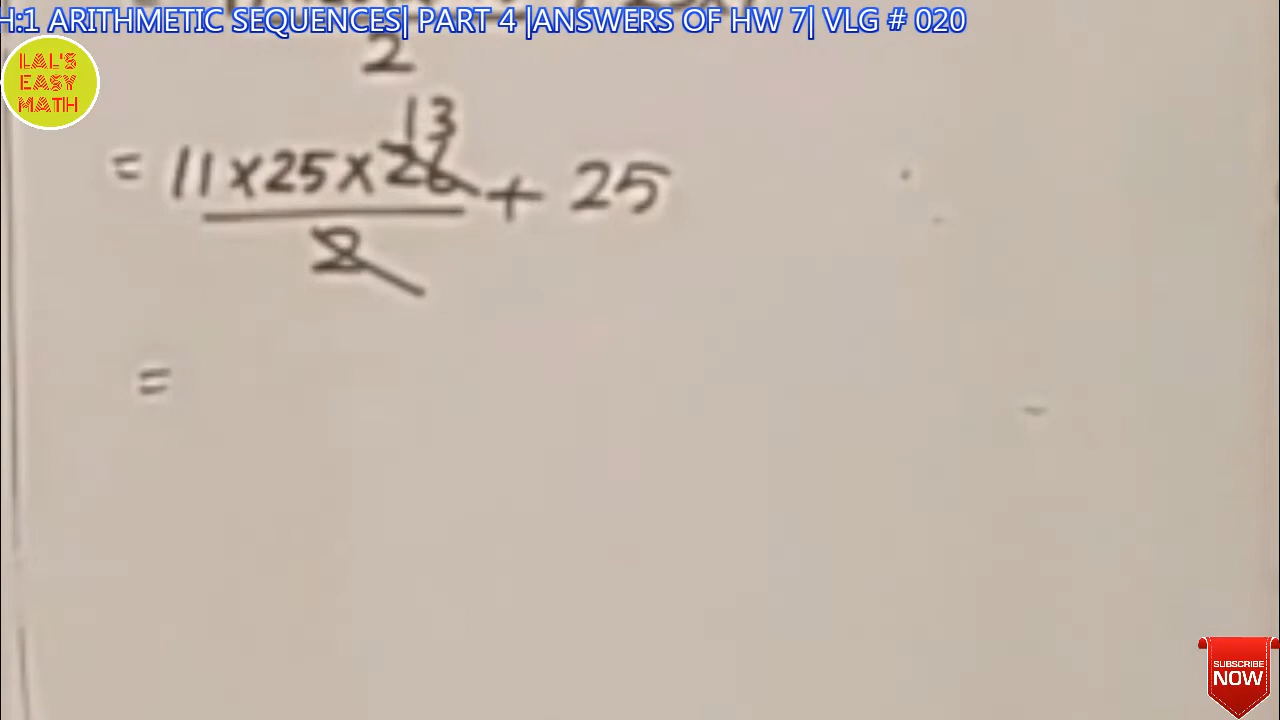 H:1 ARITHMETIC SEQUENCES| PART 4 |ANSWERS OF HW 7| VLG # 020
LAL'S
EASY
MATH
2
13
= 11 x 25 x 26 + 25
2
=
SUBSCRIBE
NOW